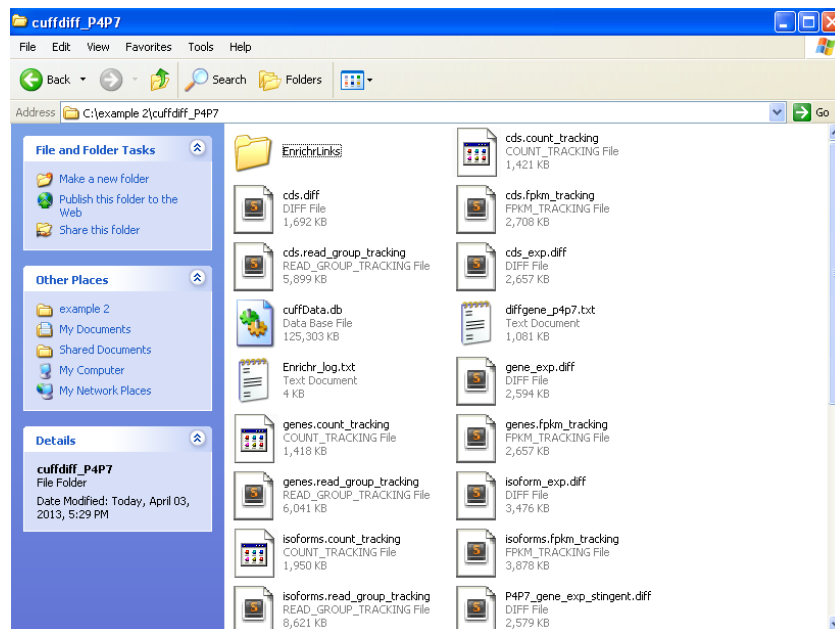 cuffdiff_P4P7
File Edit View Favorites Tools Help
Back Search Folders
Address C:\example 2\cuffdiff_P4P7 Go
File and Folder Tasks
Make a new folder
Publish this folder to the
Web
Share this folder
Other Places
example 2
My Documents
Shared Documents
My Computer
My Network Places
Details
cuffdiff_P4P7
File Folder
Date Modified: Today, April 03,
2013, 5:29 PM
EnrichrLinks
cds.count_tracking
COUNT_TRACKING File
1,421 KB
cds.diff
DIFF File
1,692 KB
cds.fpkm_tracking
FPKM_TRACKING File
2,708 KB
cds.read_group_tracking
READ_GROUP_TRACKING File
5,899 KB
cds_exp.diff
DIFF File
2,657 KB
cuffData.db
Data Base File
125,303 KB
diffgene_p4p7.txt
Text Document
1,081 KB
Enrichr_log.txt
Text Document
4 KB
gene_exp.diff
DIFF File
2,594 KB
genes.count_tracking
COUNT_TRACKING File
1,418 KB
genes.fpkm_tracking
FPKM_TRACKING File
2,657 KB
genes.read_group_tracking
READ_GROUP_TRACKING File
6,041 KB
isoform_exp.diff
DIFF File
3,476 KB
isoforms.count_tracking
COUNT_TRACKING File
1,950 KB
isoforms.fpkm_tracking
FPKM_TRACKING File
3,878 KB
isoforms.read_group_tracking
READ_GROUP_TRACKING File
8,621 KB
P4P7_gene_exp_stingent.diff
DIFF File
2,579 KB